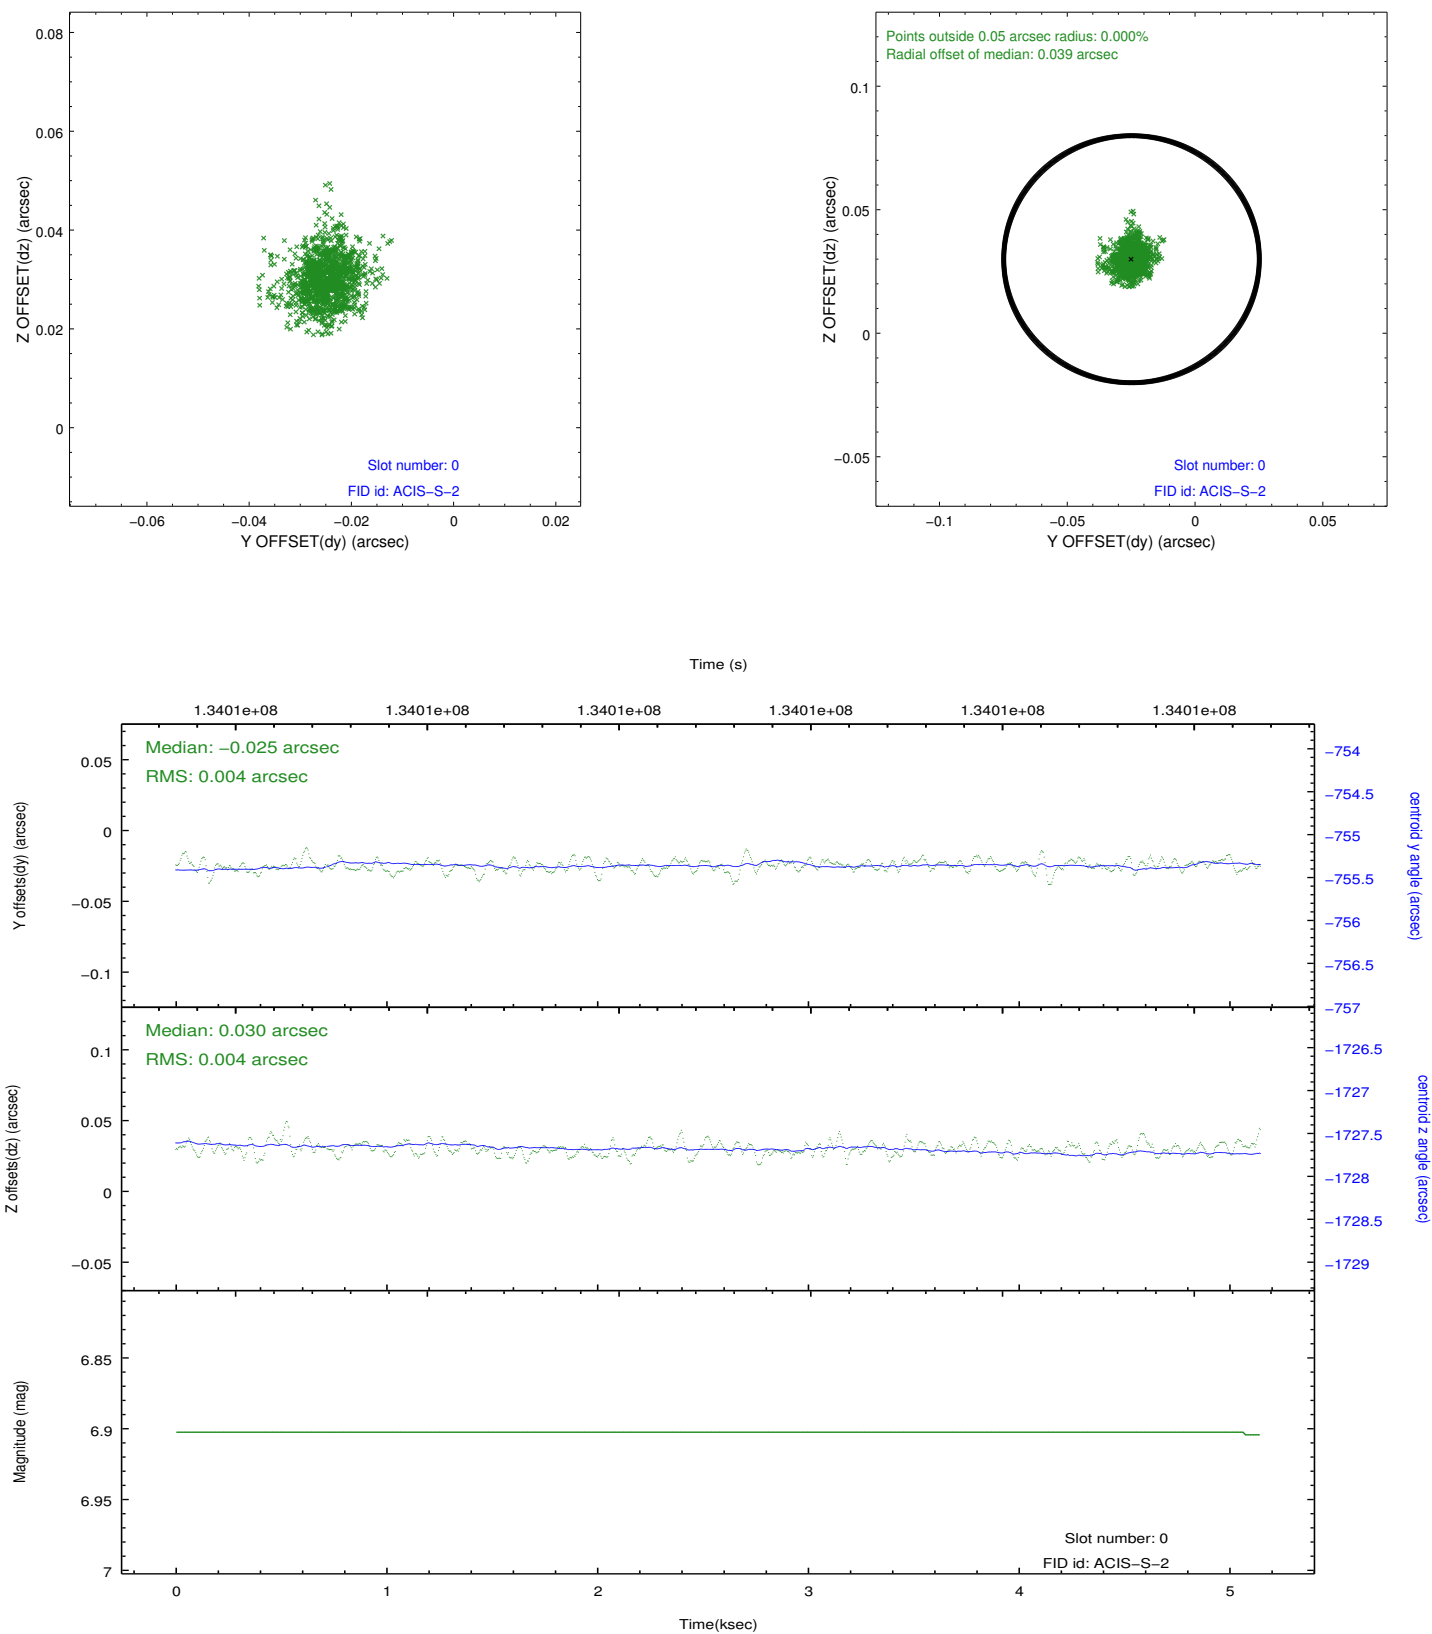 0.08
0.06
0.04
0.02
0
Z OFFSET(dz) (arcsec)
Slot number: 0
FID id: ACIS−S−2
−0.06 −0.04 −0.02 0 0.02
Y OFFSET(dy) (arcsec)
Points outside 0.05 arcsec radius: 0.000%
Radial offset of median: 0.039 arcsec
0.1
0.05
0
−0.05
Z OFFSET(dz) (arcsec)
Slot number: 0
FID id: ACIS−S−2
−0.1 −0.05 0 0.05
Y OFFSET(dy) (arcsec)
Time (s)
1.3401e+08 1.3401e+08 1.3401e+08 1.3401e+08 1.3401e+08 1.3401e+08
Median: −0.025 arcsec
RMS: 0.004 arcsec
0.05
0
−0.05
−0.1
Y offsets(dy) (arcsec)
−754
−754.5
−755
−755.5
−756
−756.5
−757
centroid y angle (arcsec)
Median: 0.030 arcsec
RMS: 0.004 arcsec
0.1
0.05
0
−0.05
Z offsets(dz) (arcsec)
−1726.5
−1727
−1727.5
−1728
−1728.5
−1729
centroid z angle (arcsec)
6.85
6.9
6.95
7
Magnitude (mag)
Slot number: 0
FID id: ACIS−S−2
0 1 2 3 4 5
Time(ksec)